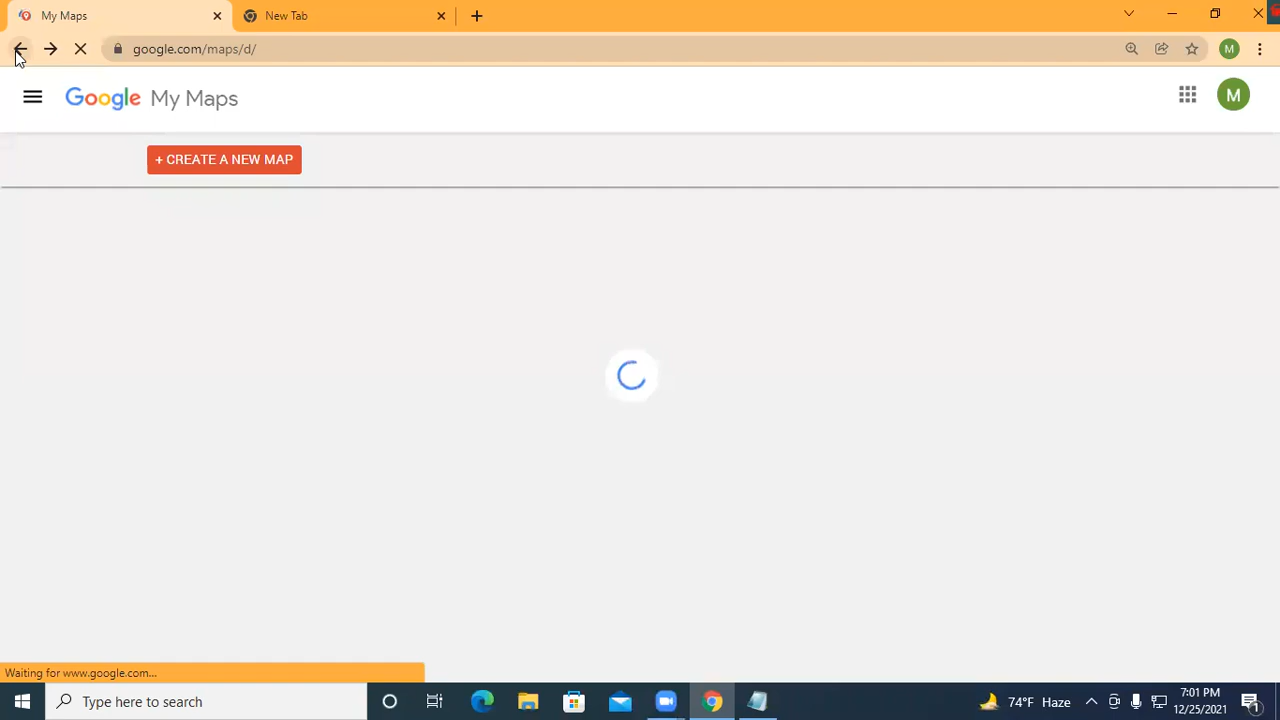 My Maps
New Tab
google.com/maps/d/
M
Google My Maps
M
+ CREATE A NEW MAP
Waiting for www.google.com...
Type here to search
74°F Haze
7:01 PM
12/25/2021
1